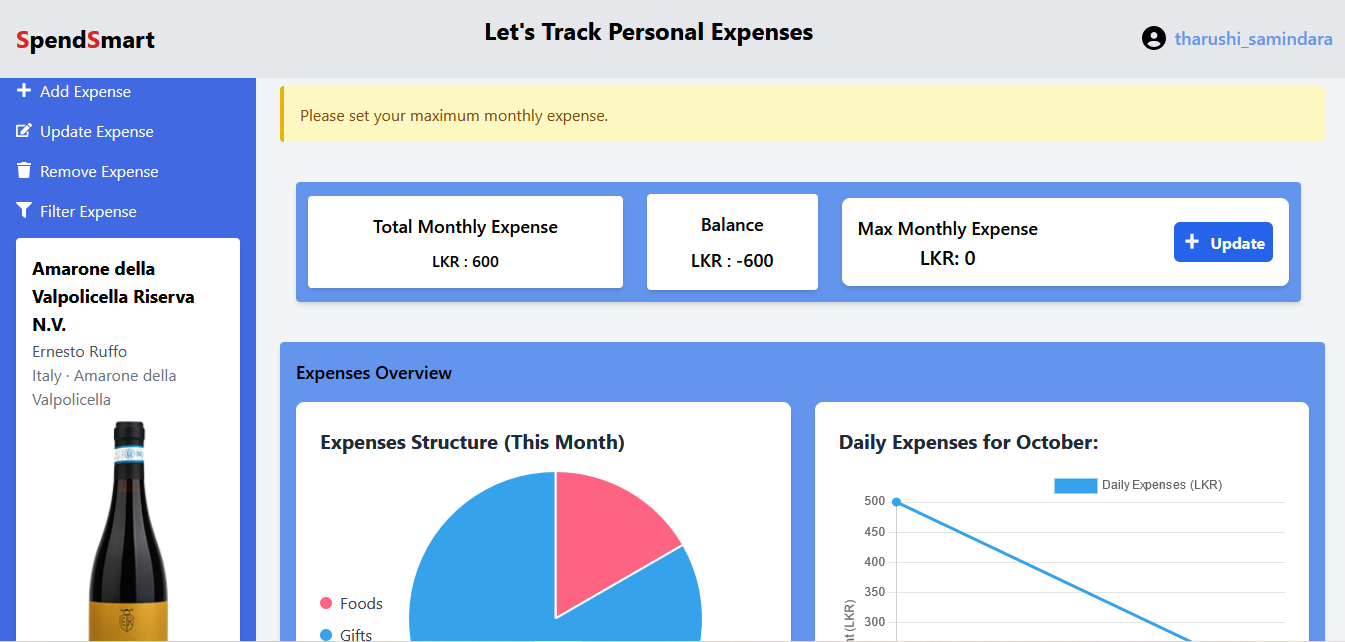 SpendSmart
Let's Track Personal Expenses
tharushi_samindara
Add Expense
Update Expense
Remove Expense
Filter Expense
Amarone della
Valpolicella Riserva
N.V.
Ernesto Ruffo
Italy · Amarone della
Valpolicella
Please set your maximum monthly expense.
Total Monthly Expense
LKR : 600
Balance
LKR : -600
Max Monthly Expense
LKR: 0
Update
Expenses Overview
Expenses Structure (This Month)
Foods
Gifts
Daily Expenses for October:
Daily Expenses (LKR)
500
450
400
350
300
(LKR)